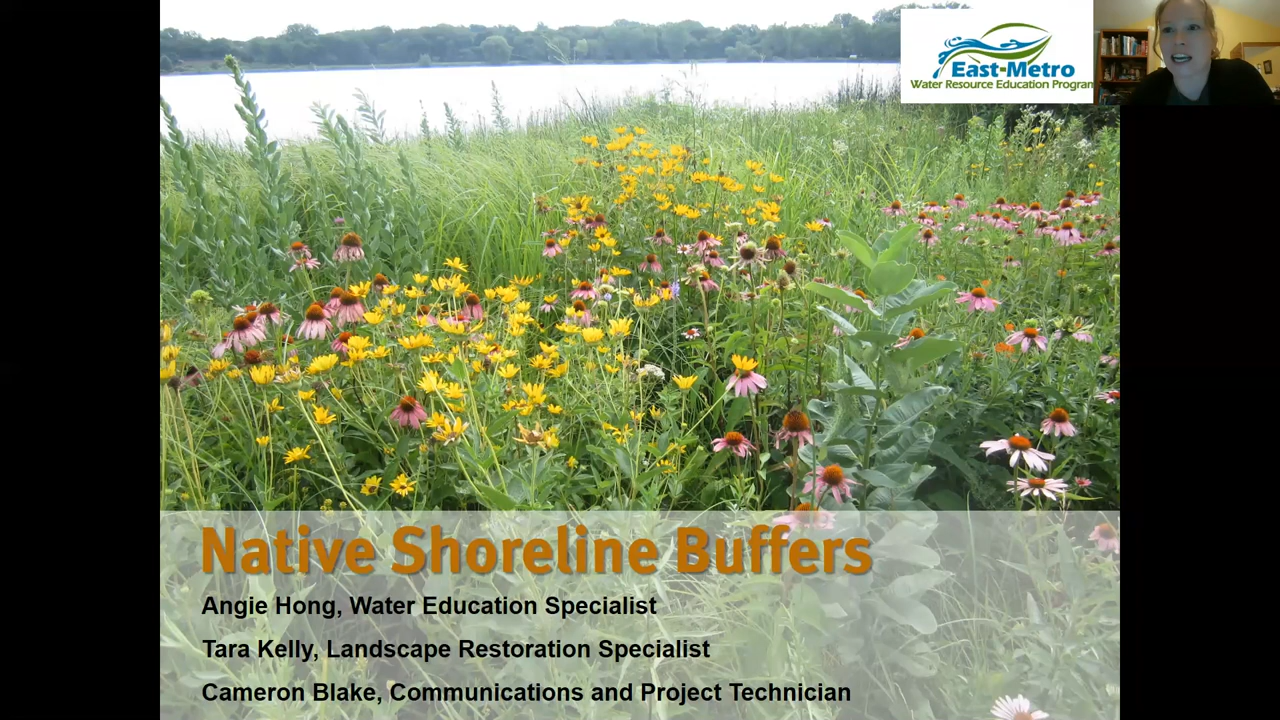 East-Metro
Water Resource Education Program
Native Shoreline Buffers
Angie Hong, Water Education Specialist
Tara Kelly, Landscape Restoration Specialist
Cameron Blake, Communications and Project Technician